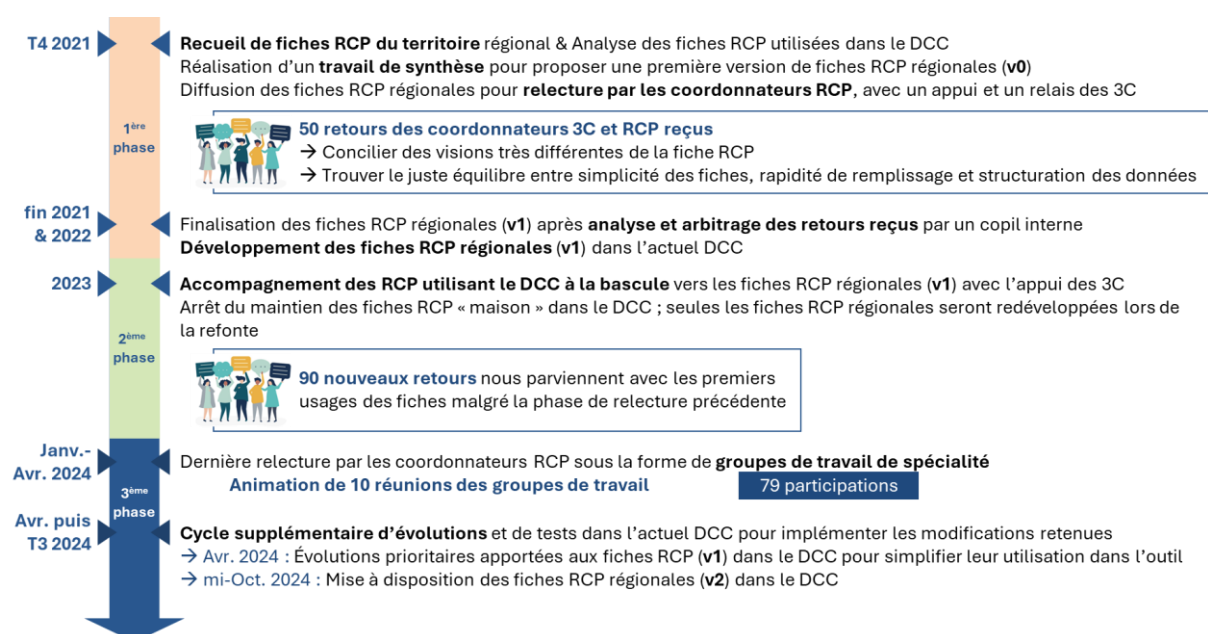 T4 2021
Recueil de fiches RCP du territoire régional & Analyse des fiches RCP utilisées dans le DCC
Réalisation d'un travail de synthèse pour proposer une première version de fiches RCP régionales (v0)
Diffusion des fiches RCP régionales pour relecture par les coordonnateurs RCP, avec un appui et un relais des 3C
1ère
phase
50 retours des coordonnateurs 3C et RCP reçus
→ Concilier des visions très différentes de la fiche RCP
→ Trouver le juste équilibre entre simplicité des fiches, rapidité de remplissage et structuration des données
fin 2021
& 2022
Finalisation des fiches RCP régionales (v1) après analyse et arbitrage des retours reçus par un copil interne
Développement des fiches RCP régionales (v1) dans l'actuel DCC
2023
Accompagnement des RCP utilisant le DCC à la bascule vers les fiches RCP régionales (v1) avec l'appui des 3C
Arrêt du maintien des fiches RCP « maison » dans le DCC ; seules les fiches RCP régionales seront redéveloppées lors de
la refonte
2ème
phase
90 nouveaux retours nous parviennent avec les premiers
usages des fiches malgré la phase de relecture précédente
Janv.-
Avr. 2024
Dernière relecture par les coordonnateurs RCP sous la forme de groupes de travail de spécialité
Animation de 10 réunions des groupes de travail
79 participations
3ème
phase
Avr. puis
T3 2024
Cycle supplémentaire d'évolutions et de tests dans l'actuel DCC pour implémenter les modifications retenues
→ Avr. 2024 : Évolutions prioritaires apportées aux fiches RCP (v1) dans le DCC pour simplifier leur utilisation dans l'outil
→ mi-Oct. 2024 : Mise à disposition des fiches RCP régionales (v2) dans le DCC